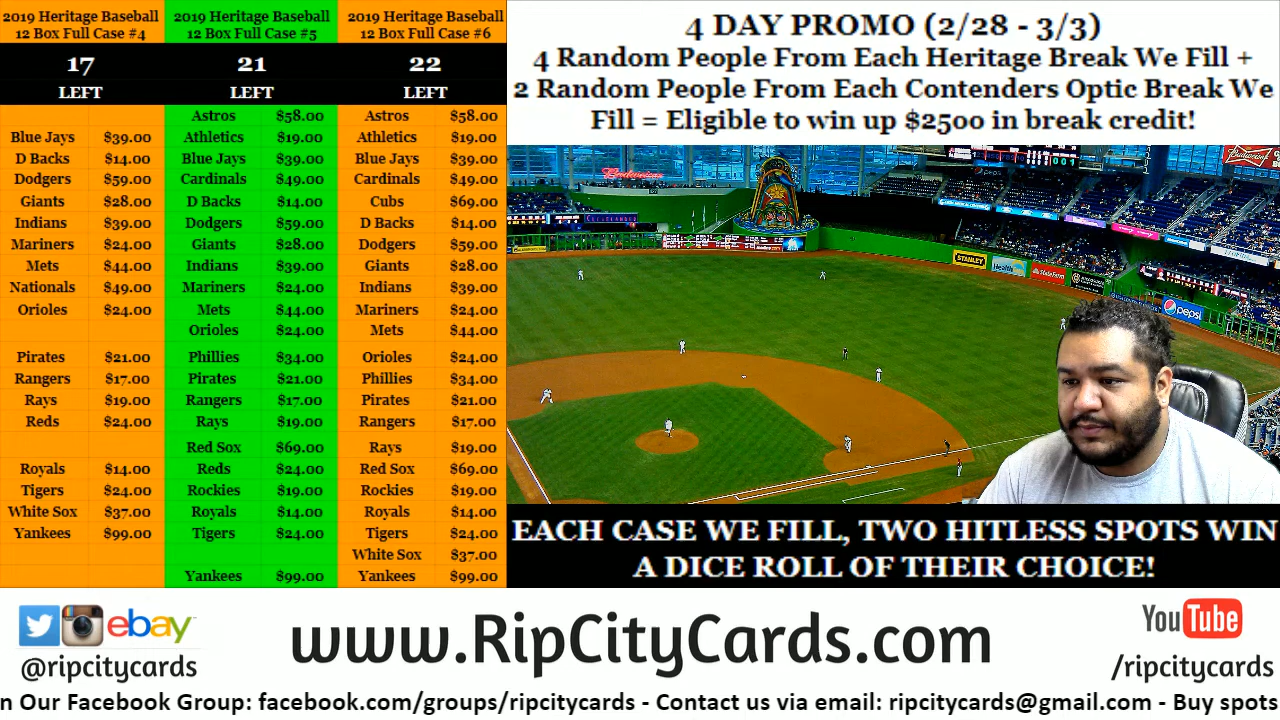 2019 Heritage Baseball
12 Box Full Case #4
17
LEFT
Blue Jays $39.00
D Backs $14.00
Dodgers $59.00
Giants $28.00
Indians $39.00
Mariners $24.00
Mets $44.00
Nationals $49.00
Orioles $24.00
Pirates $21.00
Rangers $17.00
Rays $19.00
Reds $24.00
Royals $14.00
Tigers $24.00
White Sox $37.00
Yankees $99.00
2019 Heritage Baseball
12 Box Full Case #5
21
LEFT
Astros $58.00
Athletics $19.00
Blue Jays $39.00
Cardinals $49.00
D Backs $14.00
Dodgers $59.00
Giants $28.00
Indians $39.00
Mariners $24.00
Mets $44.00
Orioles $24.00
Phillies $34.00
Pirates $21.00
Rangers $17.00
Rays $19.00
Red Sox $69.00
Reds $24.00
Rockies $19.00
Royals $14.00
Tigers $24.00
Yankees $99.00
2019 Heritage Baseball
12 Box Full Case #6
22
LEFT
Astros $58.00
Athletics $19.00
Blue Jays $39.00
Cardinals $49.00
Cubs $69.00
D Backs $14.00
Dodgers $59.00
Giants $28.00
Indians $39.00
Mariners $24.00
Mets $44.00
Orioles $24.00
Phillies $34.00
Pirates $21.00
Rangers $17.00
Rays $19.00
Red Sox $69.00
Rockies $19.00
Royals $14.00
Tigers $24.00
White Sox $37.00
Yankees $99.00
4 DAY PROMO (2/28 - 3/3)
4 Random People From Each Heritage Break We Fill +
2 Random People From Each Contenders Optic Break We
Fill = Eligible to win up $2500 in break credit!
Budweiser
Budweiser
pepsi
STANLEY
Health
StateFarm
pepsi
EACH CASE WE FILL, TWO HITLESS SPOTS WIN
A DICE ROLL OF THEIR CHOICE!
ebay
@ripcitycards
www.RipCityCards.com
YouTube
/ripcitycards
n Our Facebook Group: facebook.com/groups/ripcitycards - Contact us via email: ripcitycards@gmail.com - Buy spots